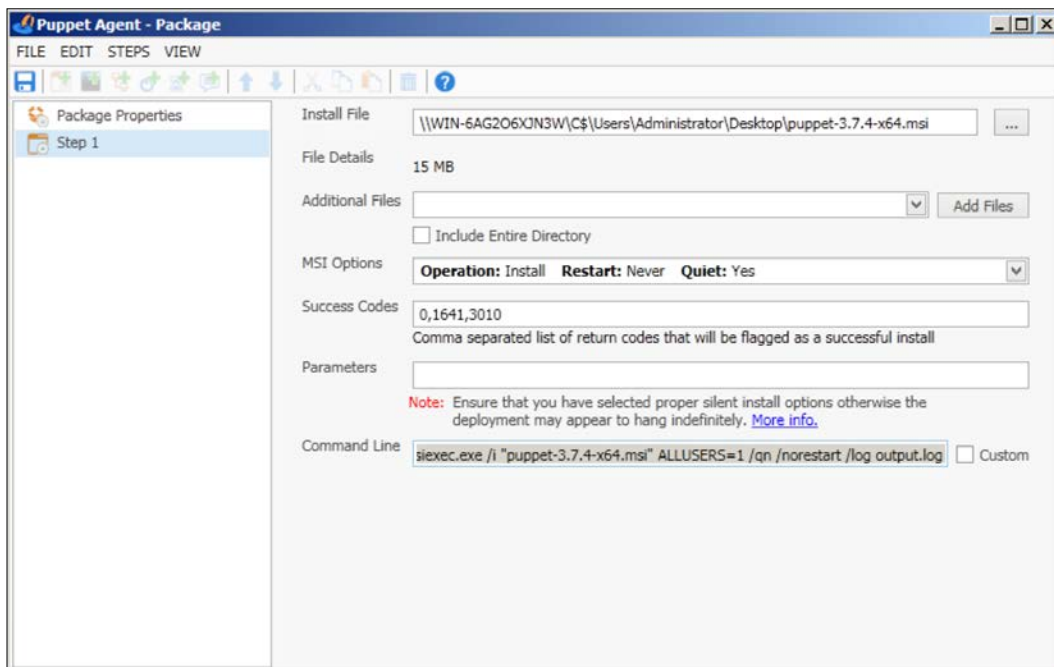 Puppet Agent - Package
FILE EDIT STEPS VIEW
Package Properties
Step 1
Install File
\\WIN-6AG2O6XJN3W\C$\Users\Administrator\Desktop\puppet-3.7.4-x64.msi
...
File Details
15 MB
Additional Files
Add Files
Include Entire Directory
MSI Options
Operation: Install Restart: Never Quiet: Yes
Success Codes
0,1641,3010
Comma separated list of return codes that will be flagged as a successful install
Parameters
Note: Ensure that you have selected proper silent install options otherwise the
deployment may appear to hang indefinitely. More info.
Command Line
siexec.exe /i "puppet-3.7.4-x64.msi" ALLUSERS=1 /qn /norestart /log output.log
Custom